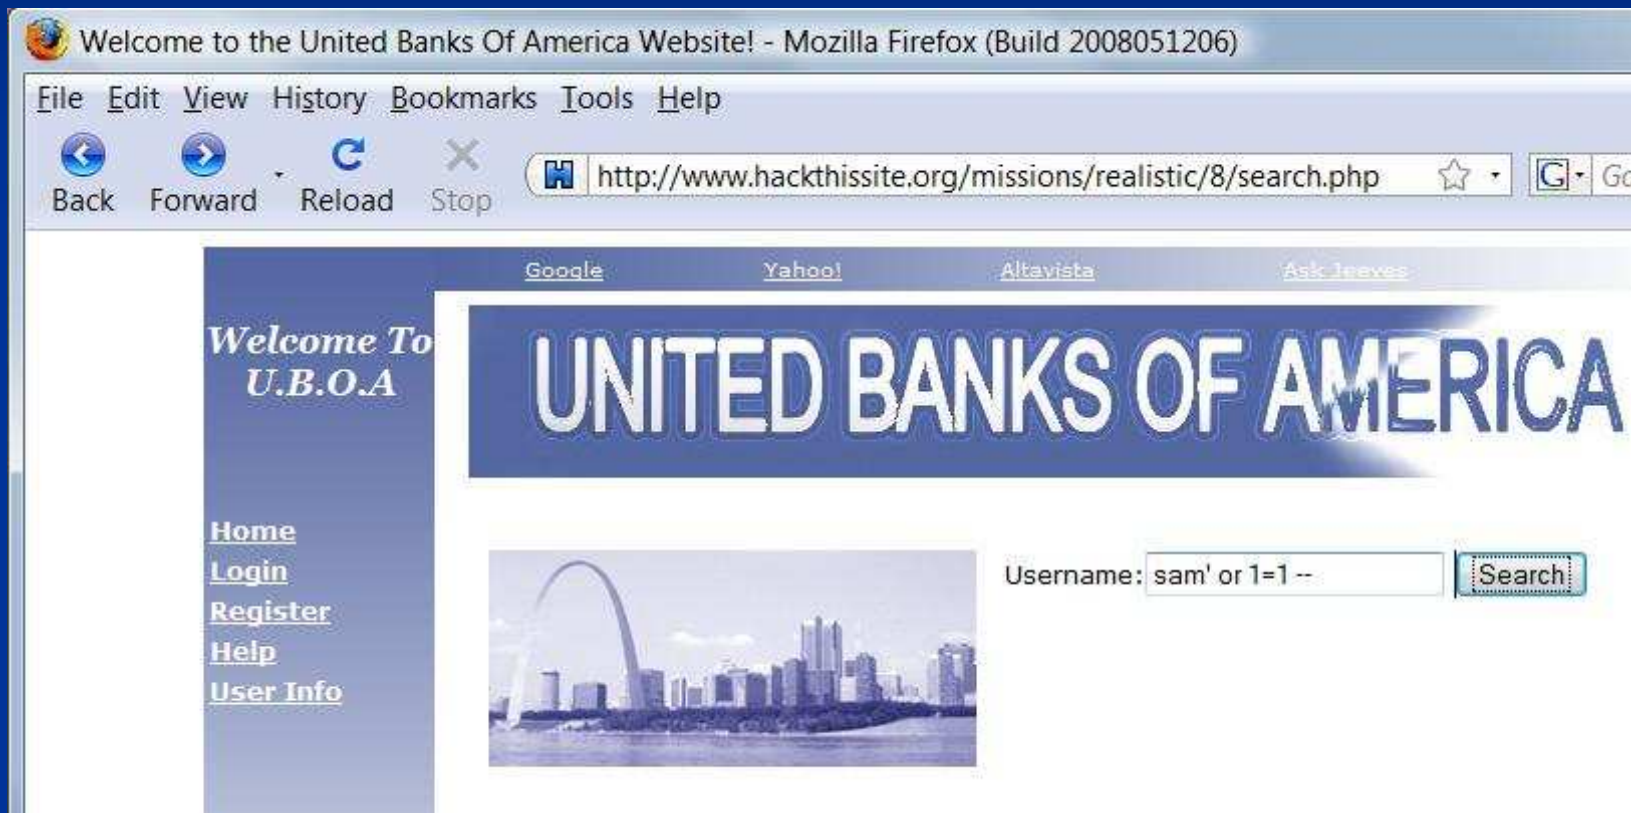 Welcome to the United Banks Of America Website! - Mozilla Firefox (Build 2008051206)
File Edit View History Bookmarks Tools Help
Back Forward Reload Stop http://www.hackthissite.org/missions/realistic/8/search.php G
Google Yahoo! Altavista Ask Jeeves
Welcome To
U.B.O.A
UNITED BANKS OF AMERICA
Home
Login
Register
Help
User Info
Username: sam' or 1=1 -- Search